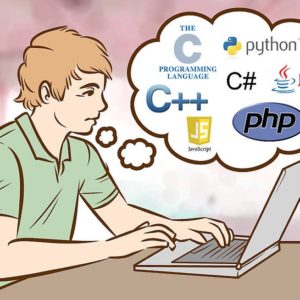 THE
C
PROGRAMMING
LANGUAGE
python
C++
C#
JS
JavaScript
php